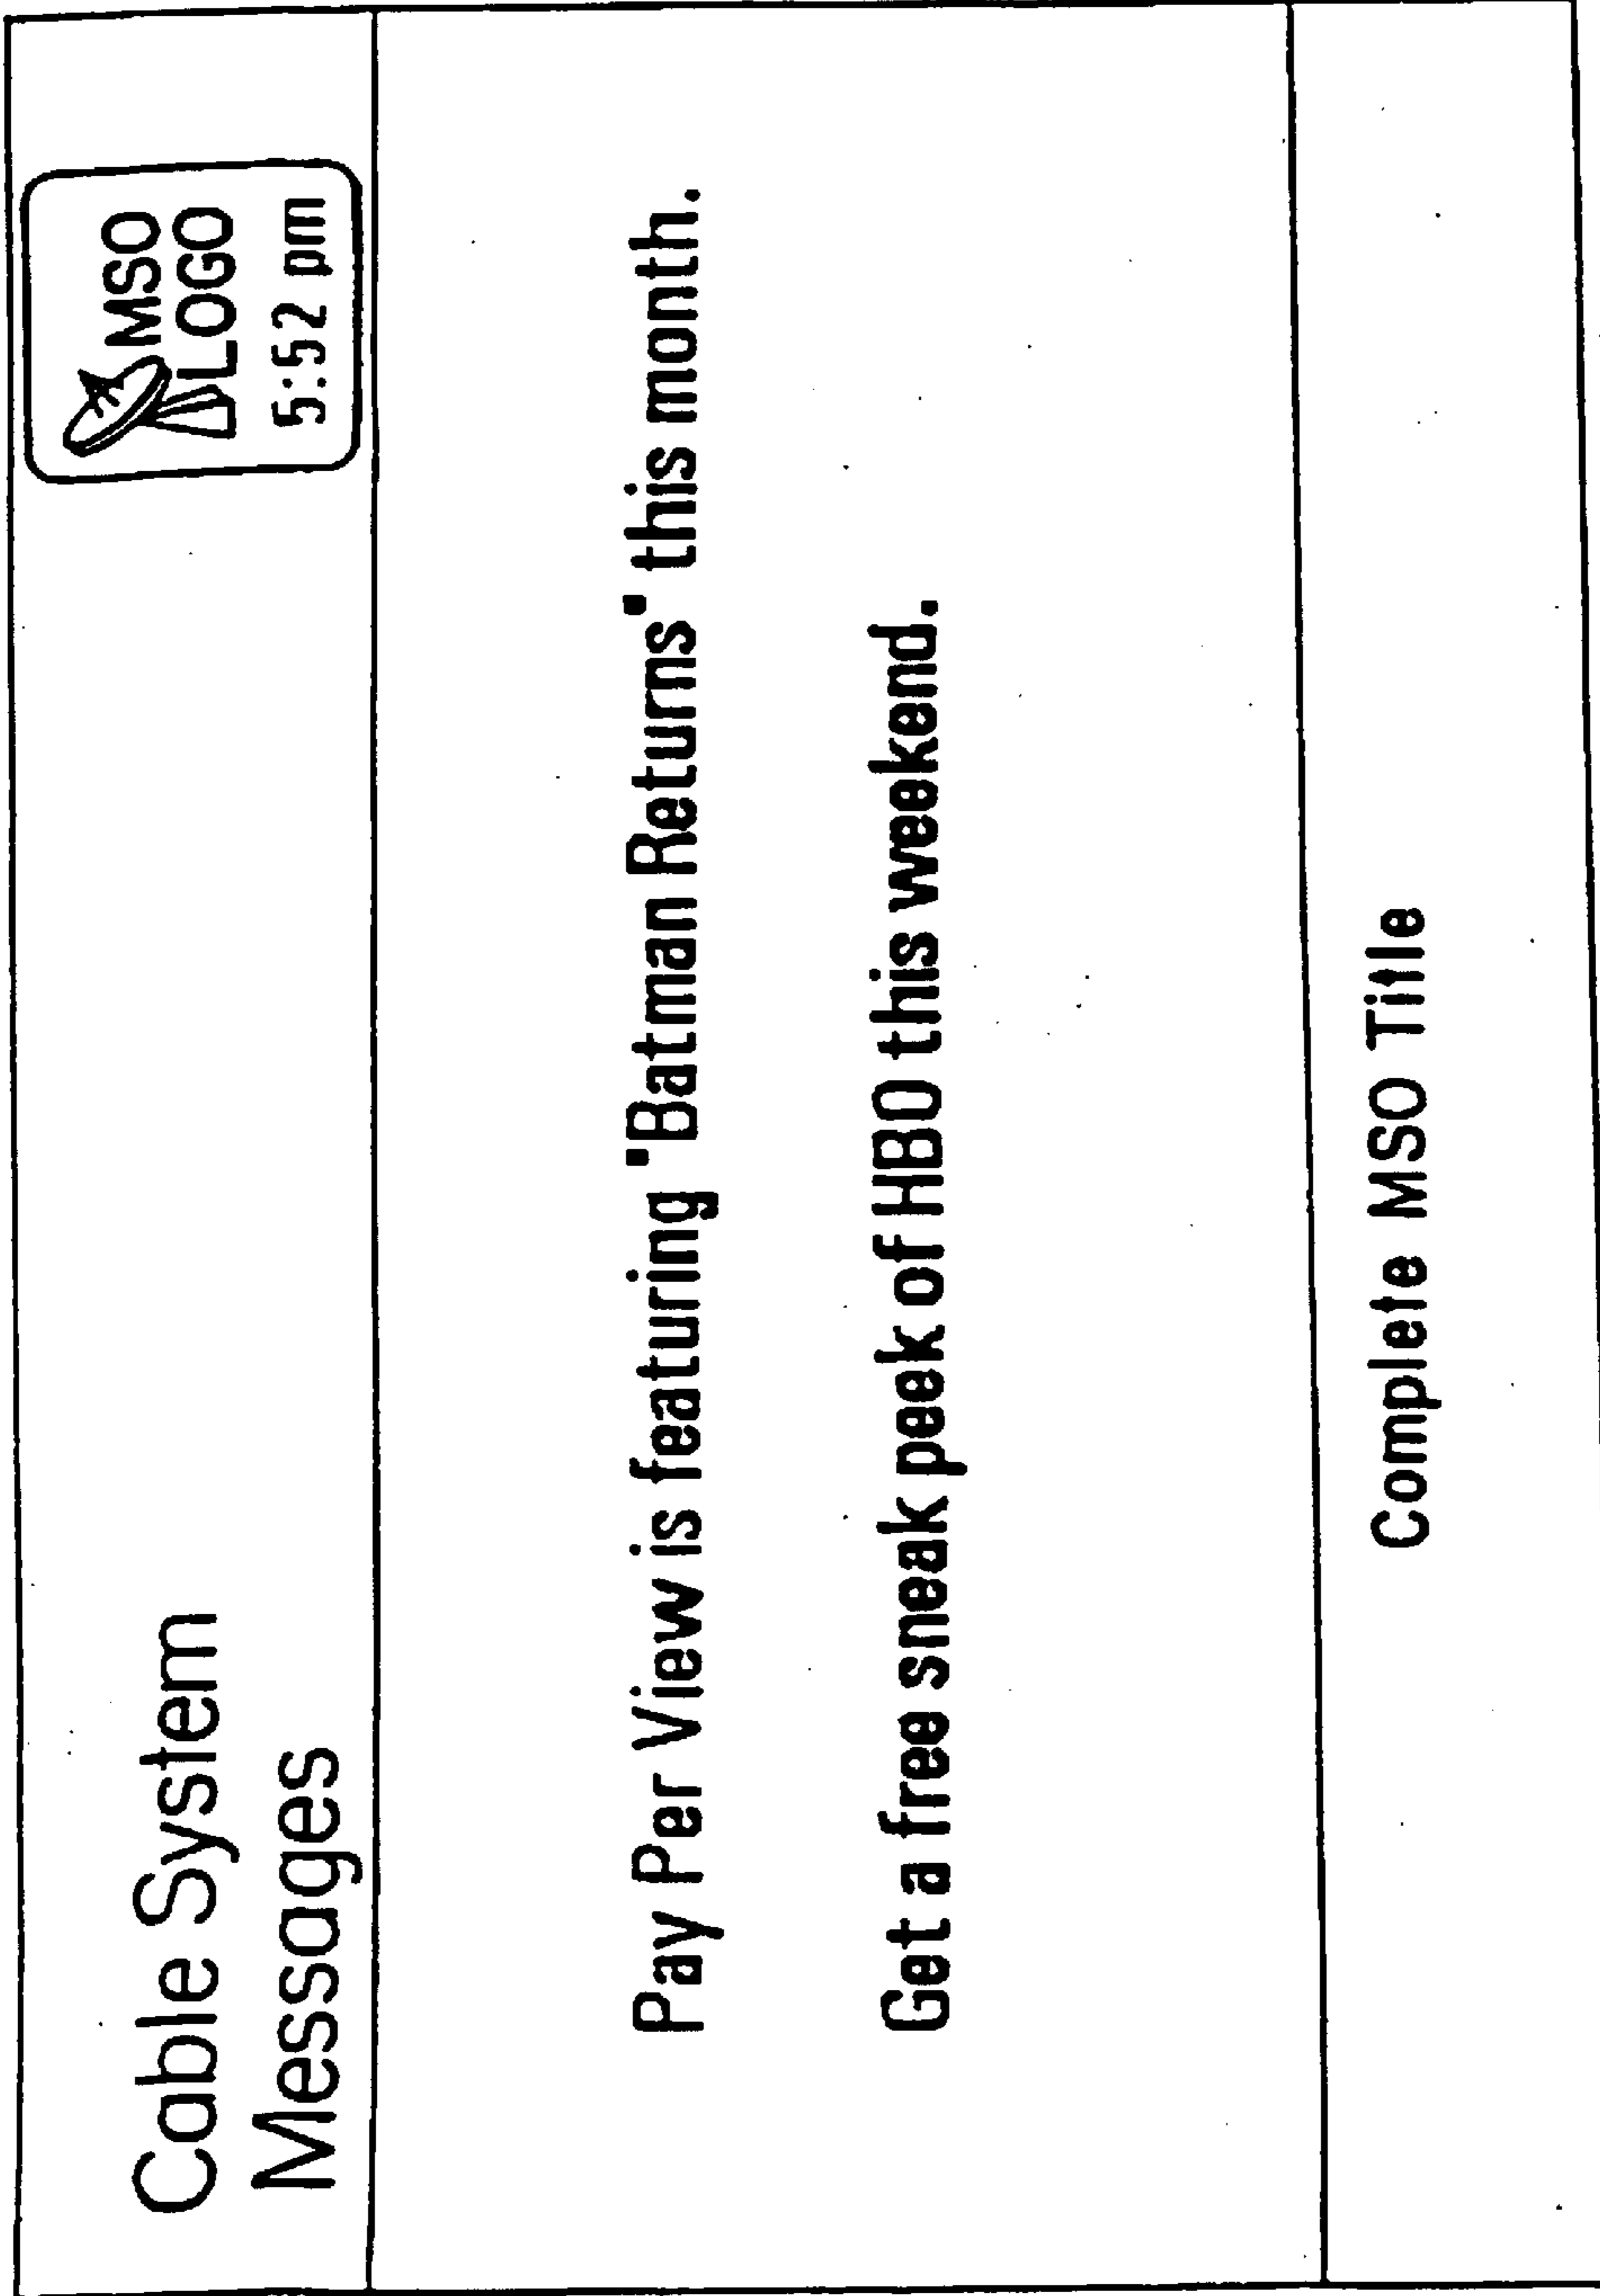 Cable System
Messages
MSO
LOGO
5:52 pm
Pay Per View is featuring "Batman Returns" this month.
Get a free sneak peek of HBO this weekend.
Complete MSO Title